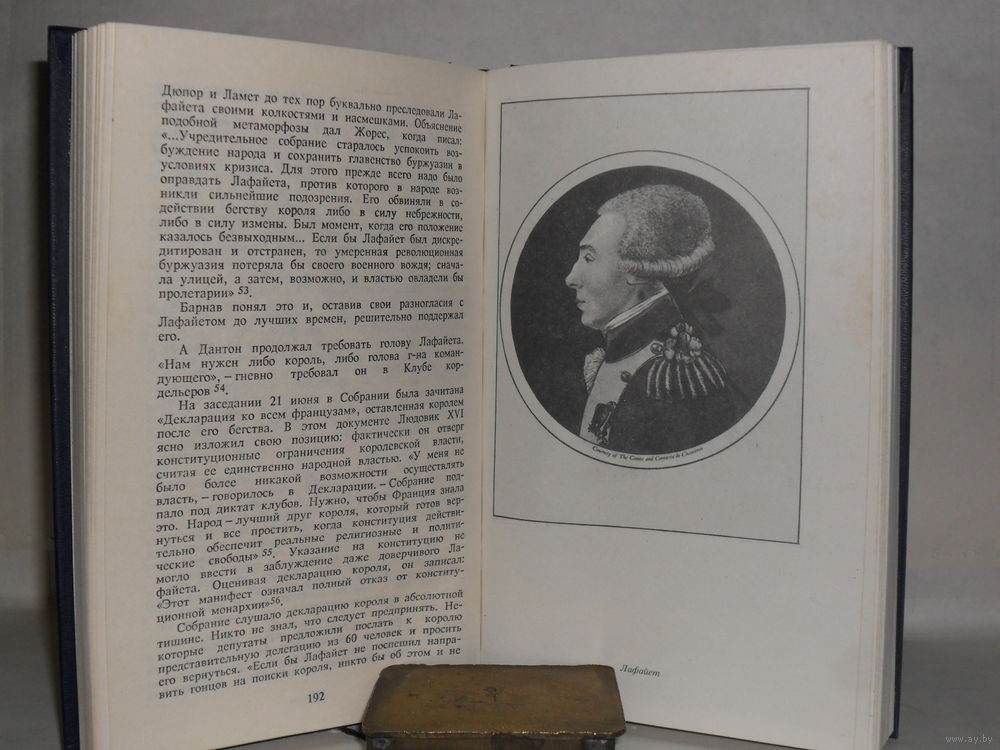 Дюпор и Ламет до тех пор буквально преследовали Ла-
файета своими колкостями и насмешками. Объяснение
подобной метаморфозы дал Жорес, когда писал:
«...Учредительное собрание старалось успокоить воз-
буждение народа и сохранить главенство буржуазии в
условиях кризиса. Для этого прежде всего надо было
оправдать Лафайета, против которого в народе воз-
никли сильнейшие подозрения. Его обвиняли в со-
действии бегству короля либо в силу небрежности,
либо в силу измены. Был момент, когда его положение
казалось безвыходным... Если бы Лафайет был дискре-
дитирован и отстранен, то умеренная революционная
буржуазия потеряла бы своего военного вождя; снача-
ла улицей, а затем, возможно, и властью овладели бы
пролетарии» 53.
Барнав понял это и, оставив свои разногласия с
Лафайетом до лучших времен, решительно поддержал
его.
А Дантон продолжал требовать голову Лафайета.
«Нам нужен либо король, либо голова г-на коман-
дующего», – гневно требовал он в Клубе кор-
дельеров 54.
На заседании 21 июня в Собрании была зачитана
«Декларация ко всем французам», оставленная королем
после его бегства. В этом документе Людовик XVI
ясно изложил свою позицию: фактически он отверг
конституционные ограничения королевской власти,
считая ее единственно народной властью. «У меня не
было более никакой возможности осуществлять
власть, – говорилось в Декларации. – Собрание под-
пало под диктат клубов. Нужно, чтобы Франция знала
это. Народ – лучший друг короля, который готов вер-
нуться и все простить, когда конституция действи-
тельно обеспечит реальные религиозные и полити-
ческие свободы» 55. Указание на конституцию не
могло ввести в заблуждение даже доверчивого Ла-
файета. Оценивая декларацию короля, он записал:
«Этот манифест означал полный отказ от конститу-
ционной монархии»56.
Собрание слушало декларацию короля в абсолютной
тишине. Никто не знал, что следует предпринять. Не-
которые депутаты предложили послать к королю
представительную делегацию из 60 человек и просить
его вернуться. «Если бы Лафайет не поспешил напра-
вить гонцов на поиски короля, никто бы об этом и не
192
Courtesy of The Comte and Comtesse de Chambrun
Лафайет
www.ay.by